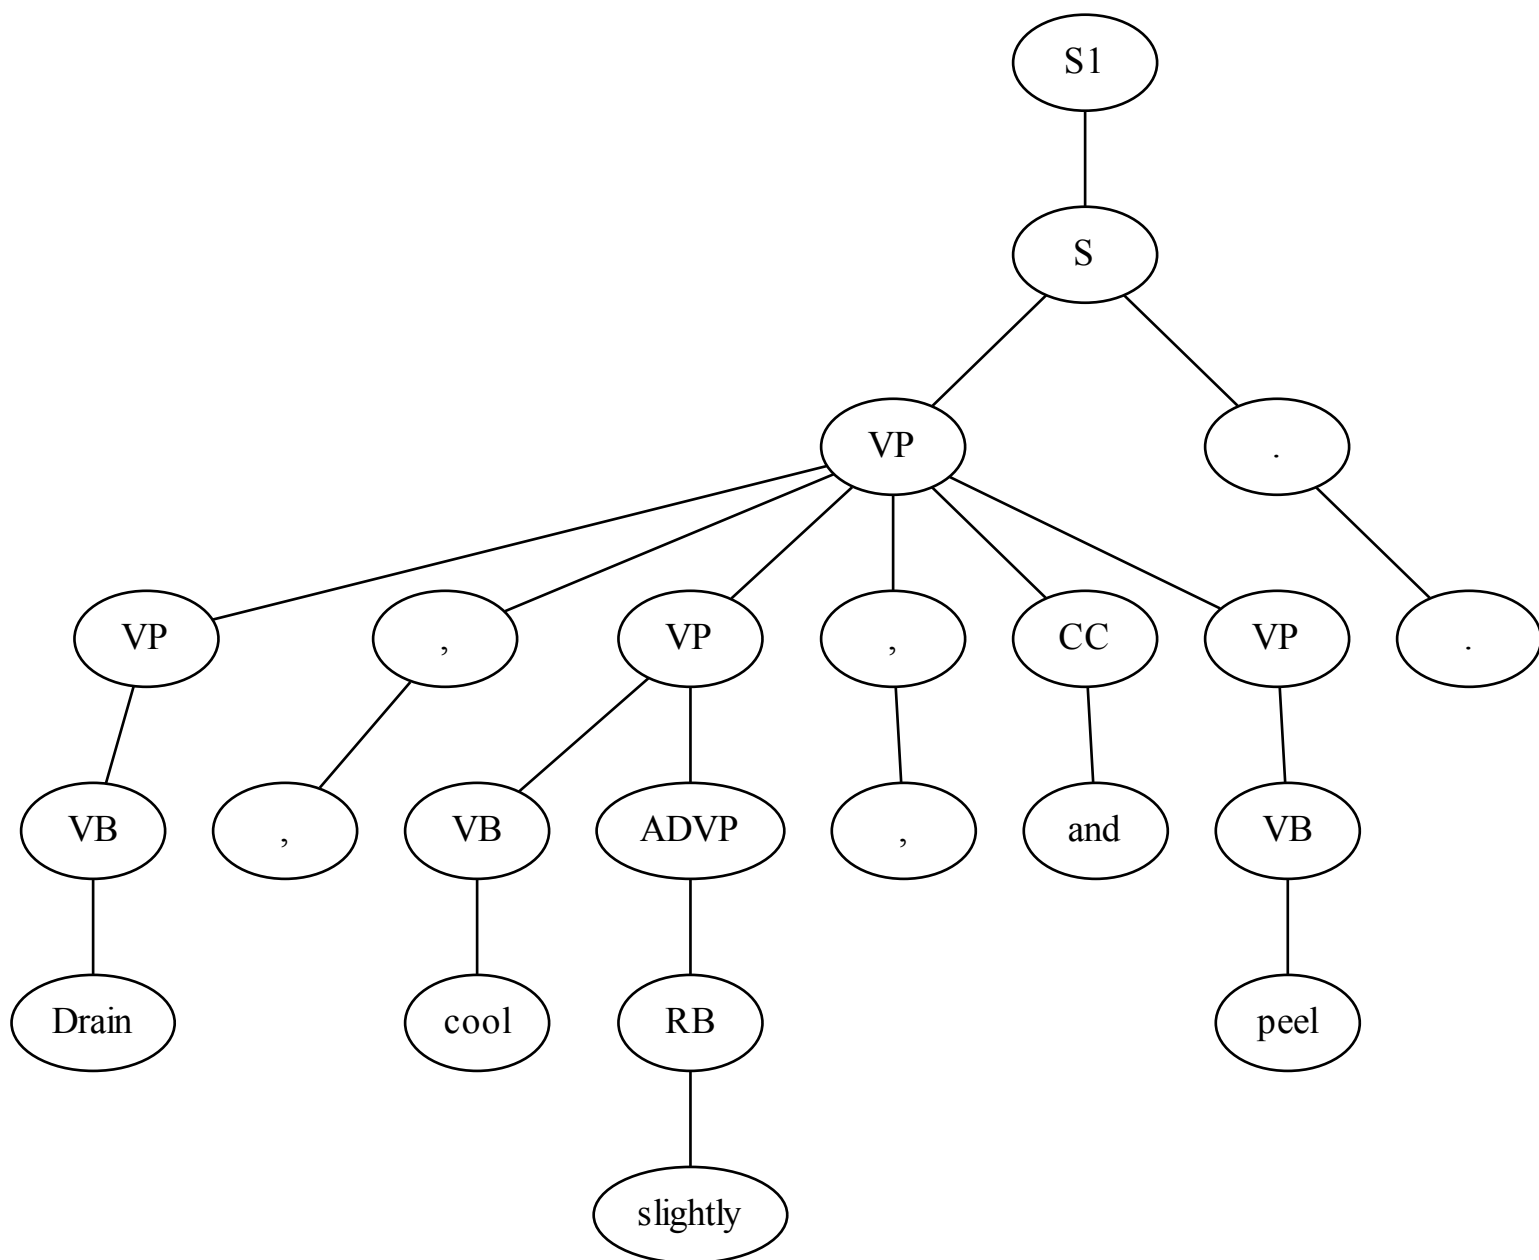 S1
S
VP .
VP , VP , CC VP .
VB , VB ADVP , and VB
Drain cool RB peel
slightly